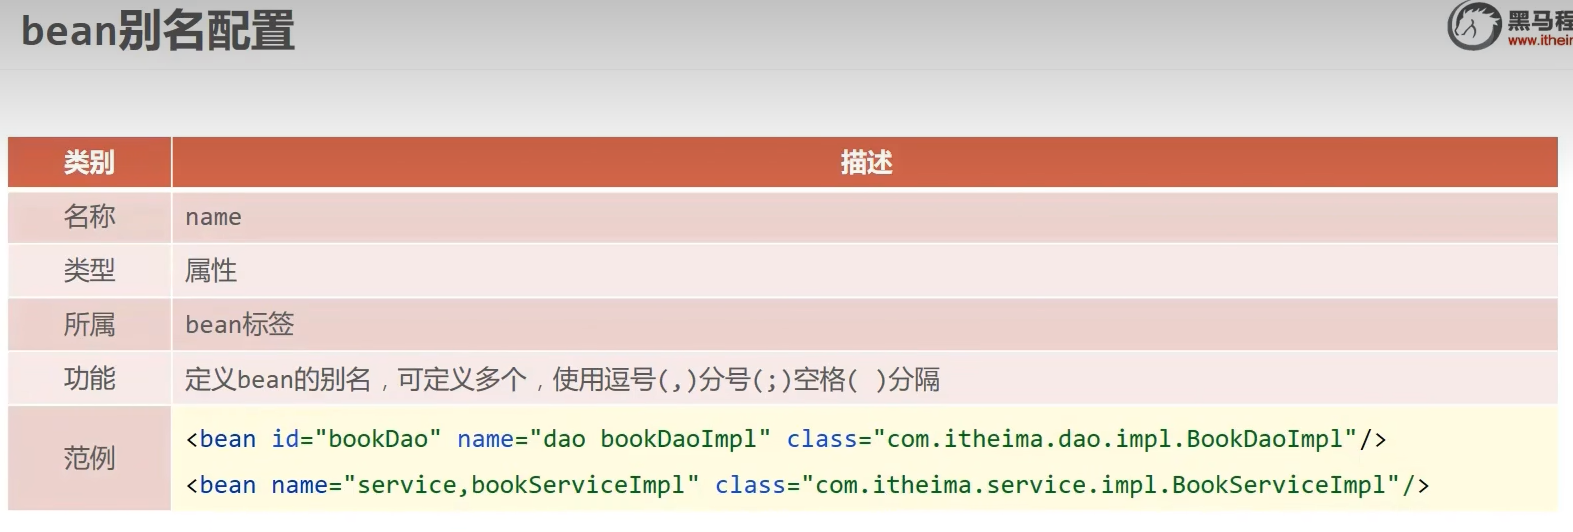 bean别名配置
黑马程
www.itheim
类别 描述
名称 name
类型 属性
所属 bean标签
功能 定义bean的别名，可定义多个，使用逗号(,)分号(;)空格( )分隔
范例
<bean id="bookDao" name="dao bookDaoImpl" class="com.itheima.dao.impl.BookDaoImpl"/>
<bean name="service,bookServiceImpl" class="com.itheima.service.impl.BookServiceImpl"/>